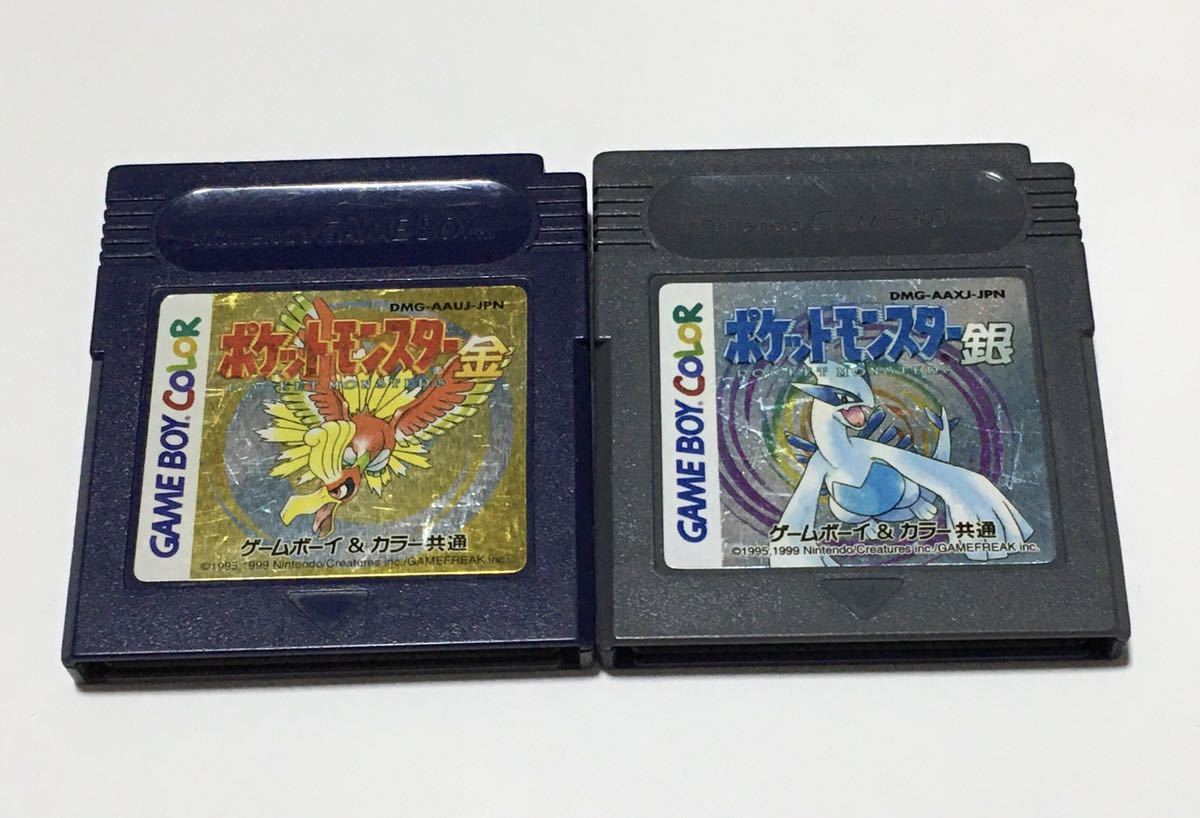 Nintendo GAME BOY
DMG-AAUJ-JPN
ポケットモンスター金
POCKET MONSTERS
GAME BOY COLOR
ゲームボーイ & カラー共通
©1995,1999 Nintendo/Creatures inc./GAMEFREAK inc.
Nintendo GAME BOY
DMG-AAXJ-JPN
ポケットモンスター銀
POCKET MONSTERS
GAME BOY COLOR
ゲームボーイ & カラー共通
©1995,1999 Nintendo/Creatures inc./GAMEFREAK inc.